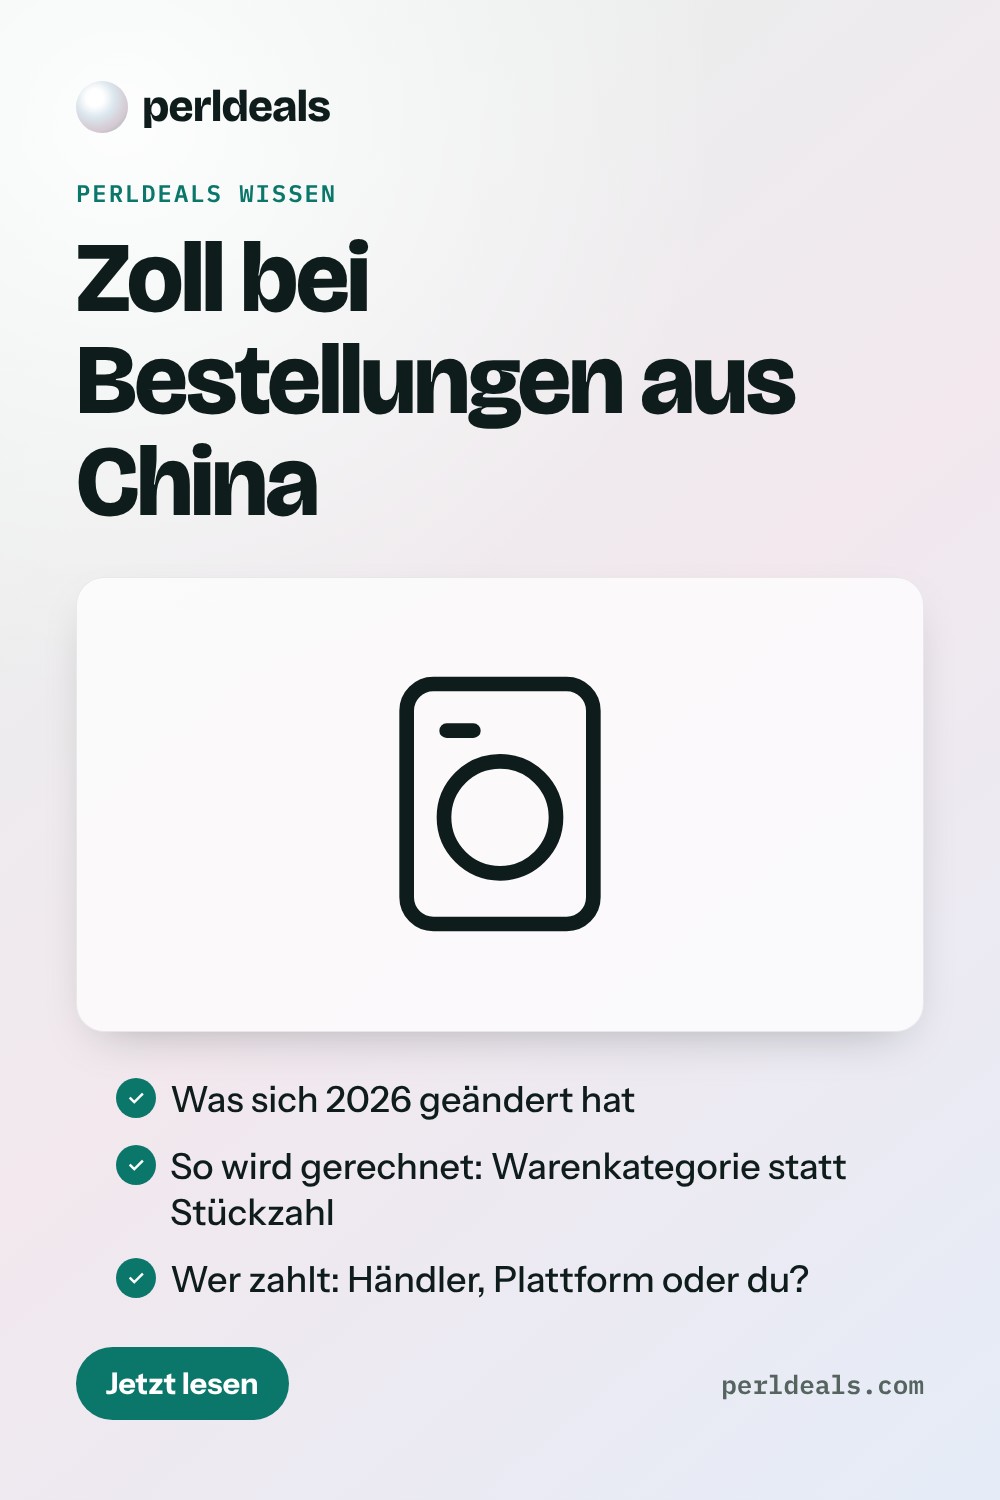 perldeals
PERLDEALS WISSEN
Zoll bei
Bestellungen aus
China
Was sich 2026 geändert hat
So wird gerechnet: Warenkategorie statt
Stückzahl
Wer zahlt: Händler, Plattform oder du?
Jetzt lesen
perldeals.com